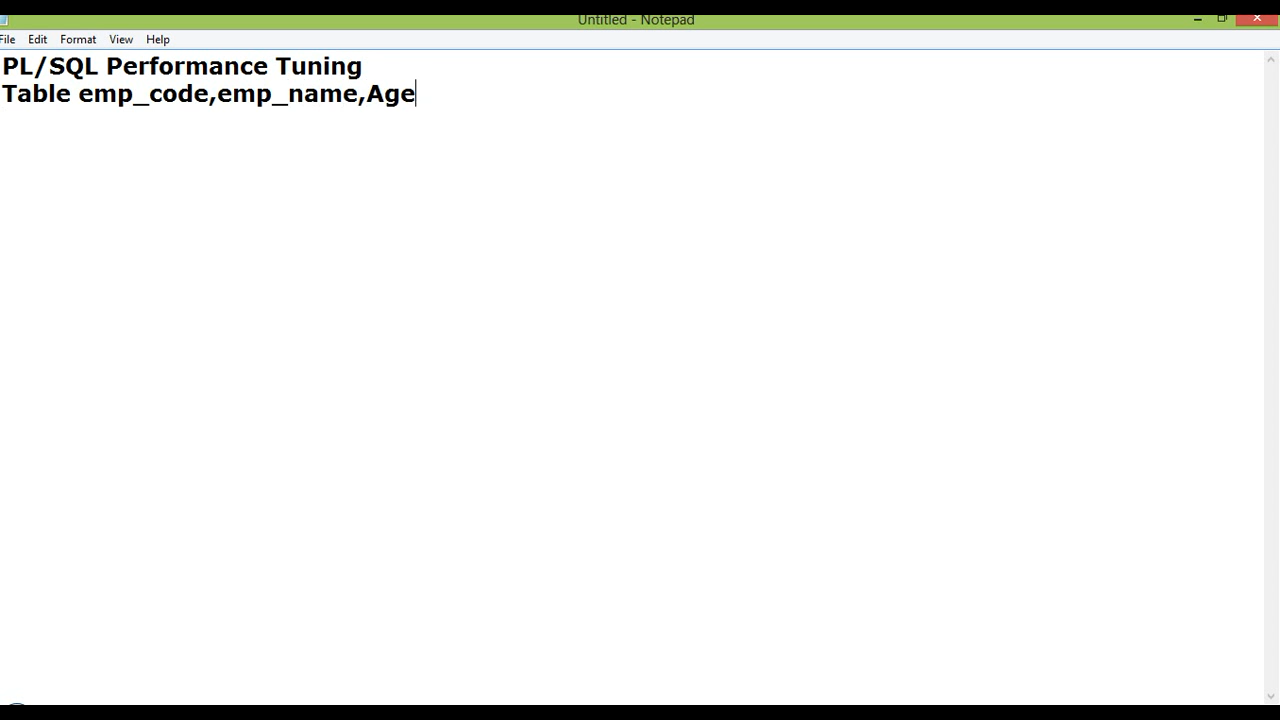 Untitled - Notepad
File Edit Format View Help
PL/SQL Performance Tuning
Table emp_code,emp_name,Age